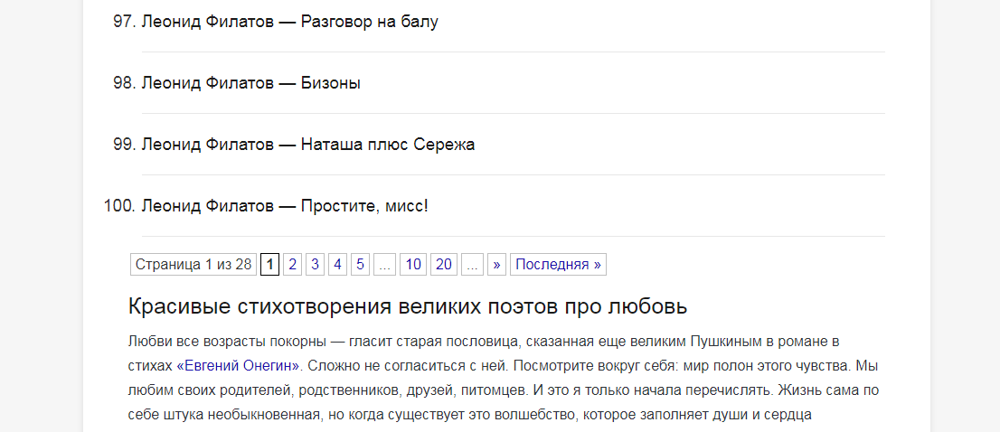 97. Леонид Филатов — Разговор на балу
98. Леонид Филатов — Бизоны
99. Леонид Филатов — Наташа плюс Сережа
100. Леонид Филатов — Простите, мисс!
Страница 1 из 28 1 2 3 4 5 ... 10 20 ... » Последняя »
Красивые стихотворения великих поэтов про любовь
Любви все возрасты покорны — гласит старая пословица, сказанная еще великим Пушкиным в романе в
стихах «Евгений Онегин». Сложно не согласиться с ней. Посмотрите вокруг себя: мир полон этого чувства. Мы
любим своих родителей, родственников, друзей, питомцев. И это я только начала перечислять. Жизнь сама по
себе штука необыкновенная, но когда существует это волшебство, которое заполняет души и сердца